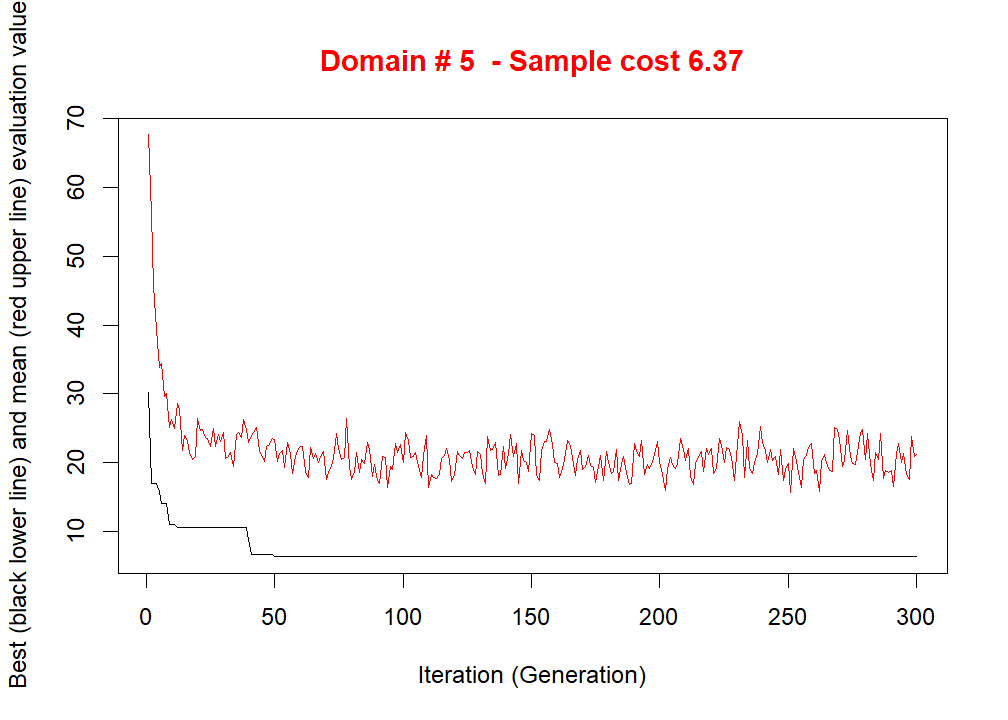 Domain # 5  - Sample cost 6.37
Best (black lower line) and mean (red upper line) evaluation value
70
60
50
40
30
20
10
0 50 100 150 200 250 300
Iteration (Generation)